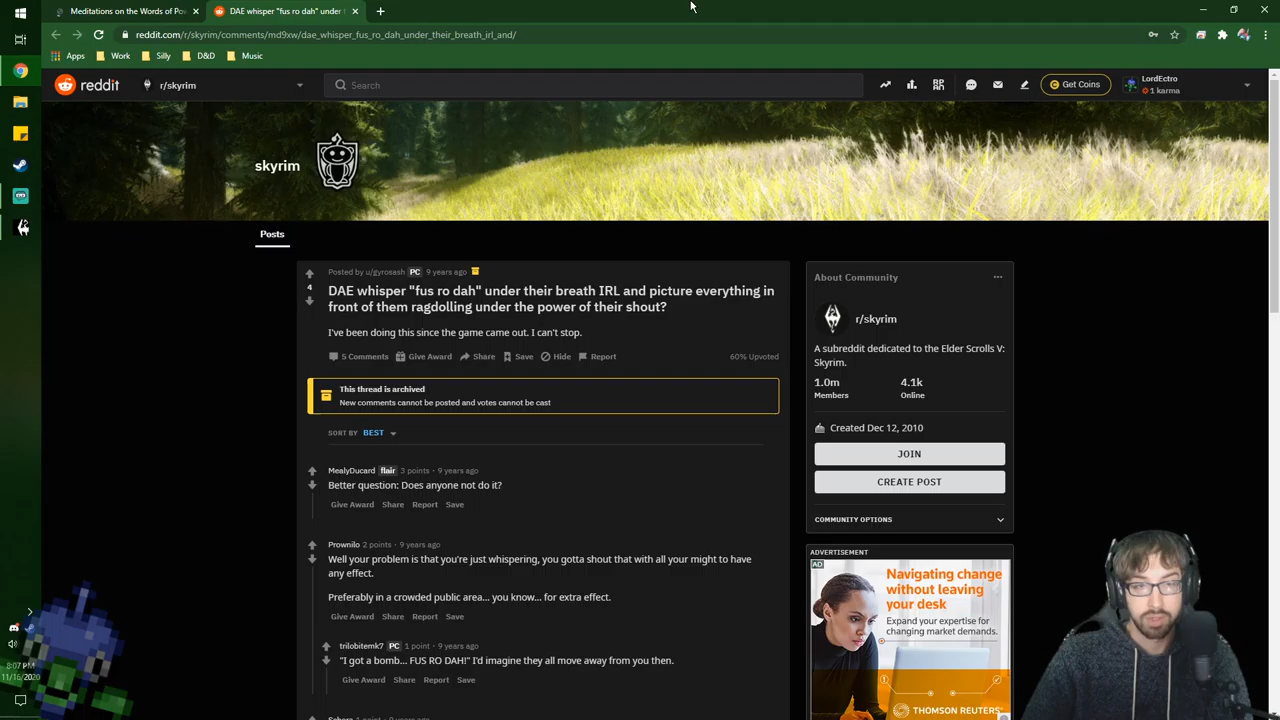 Meditations on the Words of Pow
DAE whisper "fus ro dah" under t
reddit.com/r/skyrim/comments/md9xw/dae_whisper_fus_ro_dah_under_their_breath_irl_and/
Apps
Work
Silly
D&D
Music
reddit
r/skyrim
Search
Get Coins
LordEctro
1 karma
skyrim
Posts
Posted by u/gyrosash PC 9 years ago
4
DAE whisper "fus ro dah" under their breath IRL and picture everything in
front of them ragdolling under the power of their shout?
I've been doing this since the game came out. I can't stop.
5 Comments Give Award Share Save Hide Report 60% Upvoted
This thread is archived
New comments cannot be posted and votes cannot be cast
SORT BY BEST
MealyDucard flair 3 points · 9 years ago
Better question: Does anyone not do it?
Give Award Share Report Save
Prownilo 2 points · 9 years ago
Well your problem is that you're just whispering, you gotta shout that with all your might to have
any effect.
Preferably in a crowded public area... you know... for extra effect.
Give Award Share Report Save
trilobitemk7 PC 1 point · 9 years ago
"I got a bomb... FUS RO DAH!" I'd imagine they all move away from you then.
Give Award Share Report Save
About Community
r/skyrim
A subreddit dedicated to the Elder Scrolls V:
Skyrim.
1.0m
Members
4.1k
Online
Created Dec 12, 2010
JOIN
CREATE POST
COMMUNITY OPTIONS
ADVERTISEMENT
AD
Navigating change
without leaving
your desk
Expand your expertise for
changing market demands.
THOMSON REUTERS
8:07 PM
11/16/2020